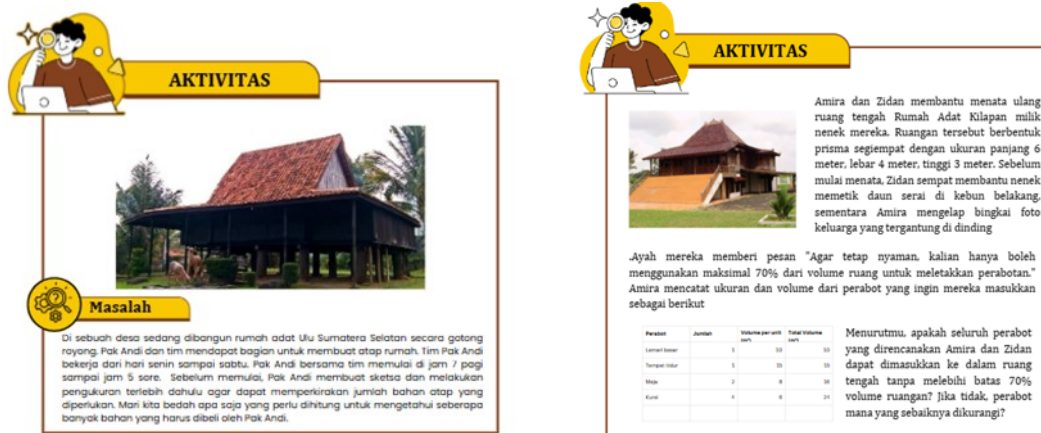 AKTIVITAS
Masalah
Di sebuah desa sedang dibangun rumah adat Ulu Sumatera Selatan secara gotong
royong. Pak Andi dan tim mendapat bagian untuk membuat atap rumah. Tim Pak Andi
bekerja dari hari senin sampai sabtu. Pak Andi bersama tim memulai di jam 7 pagi
sampai jam 5 sore. Sebelum memulai, Pak Andi membuat sketsa dan melakukan
pengukuran terlebih dahulu agar dapat memperkirakan jumlah bahan atap yang
diperlukan. Mari kita bedah apa saja yang perlu dihitung untuk mengetahui seberapa
banyak bahan yang harus dibeli oleh Pak Andi.
AKTIVITAS
Amira dan Zidan membantu menata ulang
ruang tengah Rumah Adat Kilapan milik
nenek mereka. Ruangan tersebut berbentuk
prisma segiempat dengan ukuran panjang 6
meter, lebar 4 meter, tinggi 3 meter. Sebelum
mulai menata, Zidan sempat membantu nenek
memetik daun serai di kebun belakang,
sementara Amira mengelap bingkai foto
keluarga yang tergantung di dinding
.Ayah mereka memberi pesan "Agar tetap nyaman, kalian hanya boleh
menggunakan maksimal 70% dari volume ruang untuk meletakkan perabotan."
Amira mencatat ukuran dan volume dari perabot yang ingin mereka masukkan
sebagai berikut
Perabot Jumlah Volume per unit Total Volume
Lemari besar 1
Tempat tidur 1
Meja 2 8 16
Kursi 4 6 24
Menurutmu, apakah seluruh perabot
yang direncanakan Amira dan Zidan
dapat dimasukkan ke dalam ruang
tengah tanpa melebihi batas 70%
volume ruangan? Jika tidak, perabot
mana yang sebaiknya dikurangi?